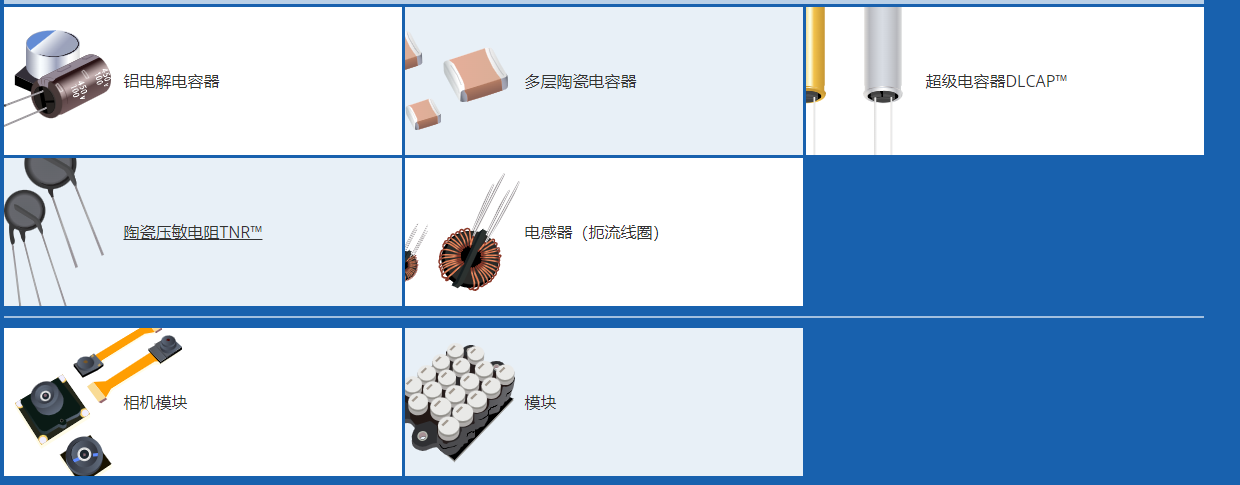 铝电解电容器
多层陶瓷电容器
超级电容器DLCAP™
陶瓷压敏电阻TNR™
电感器（扼流线圈）
相机模块
模块